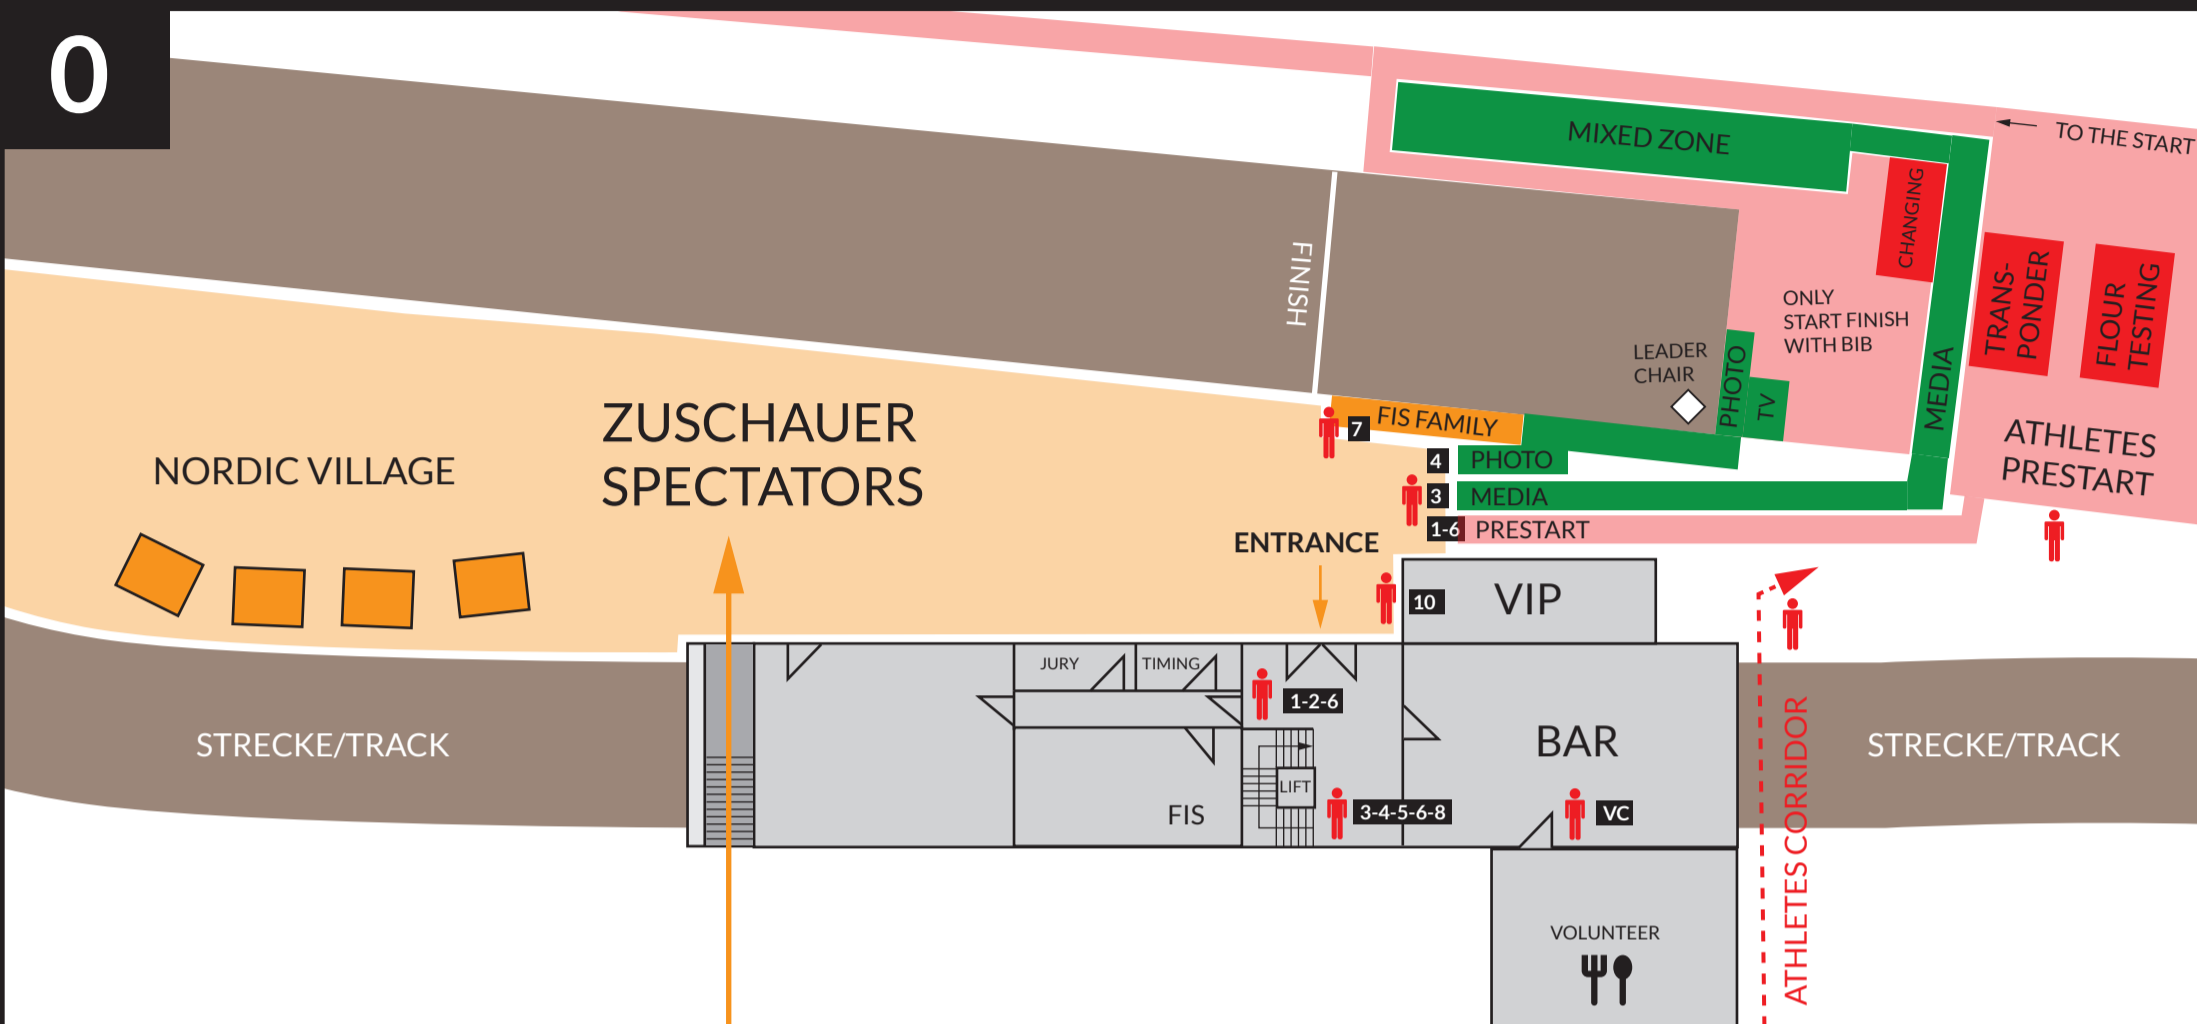 0
MIXED ZONE
TO THE START
CHANGING
FINISH
TRANS-
PONDER
FLOUR
TESTING
ONLY
START FINISH
WITH BIB
LEADER
CHAIR
PHOTO
TV
MEDIA
7
FIS FAMILY
ZUSCHAUER
SPECTATORS
NORDIC VILLAGE
ATHLETES
PRESTART
4
PHOTO
3
MEDIA
1-6
PRESTART
ENTRANCE
10
VIP
JURY
TIMING
1-2-6
STRECKE/TRACK
BAR
STRECKE/TRACK
LIFT
FIS
3-4-5-6-8
VC
ATHLETES CORRIDOR
VOLUNTEER